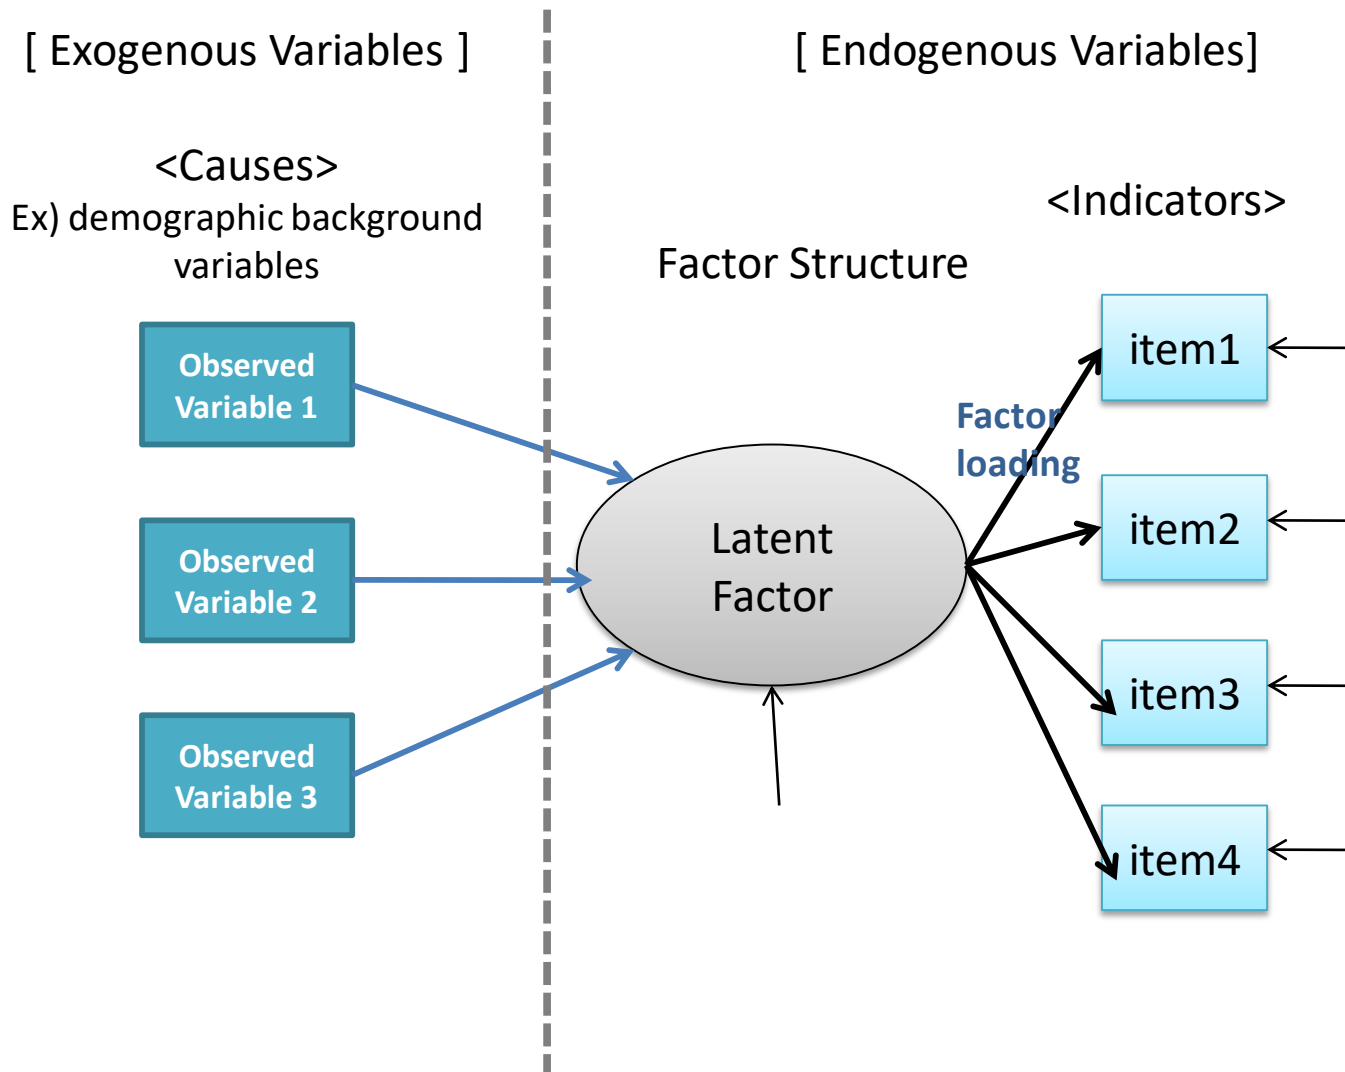 [ Exogenous Variables ]
[ Endogenous Variables]
<Causes>
Ex) demographic background
variables
<Indicators>
Factor Structure
Observed
Variable 1
Observed
Variable 2
Observed
Variable 3
Latent
Factor
Factor
loading
item1
item2
item3
item4